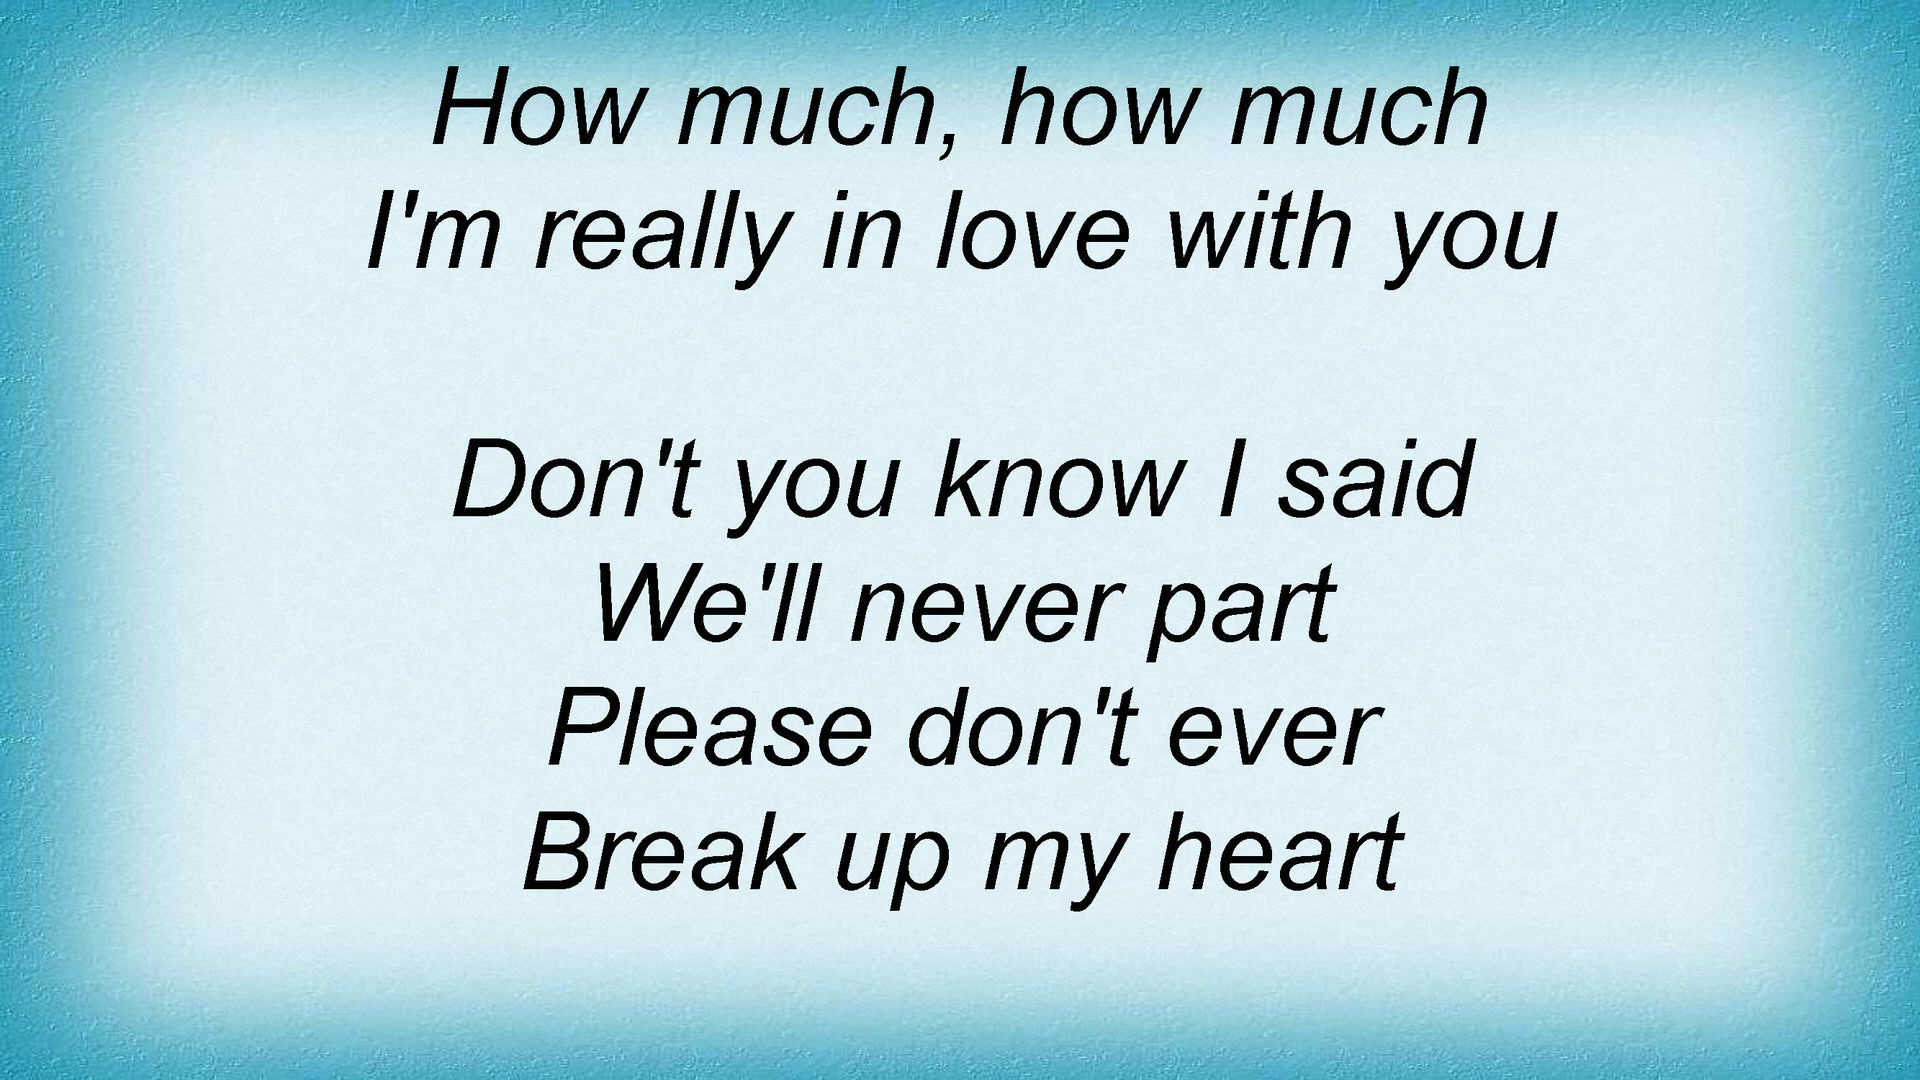 How much, how much
I'm really in love with you
Don't you know I said
We'll never part
Please don't ever
Break up my heart